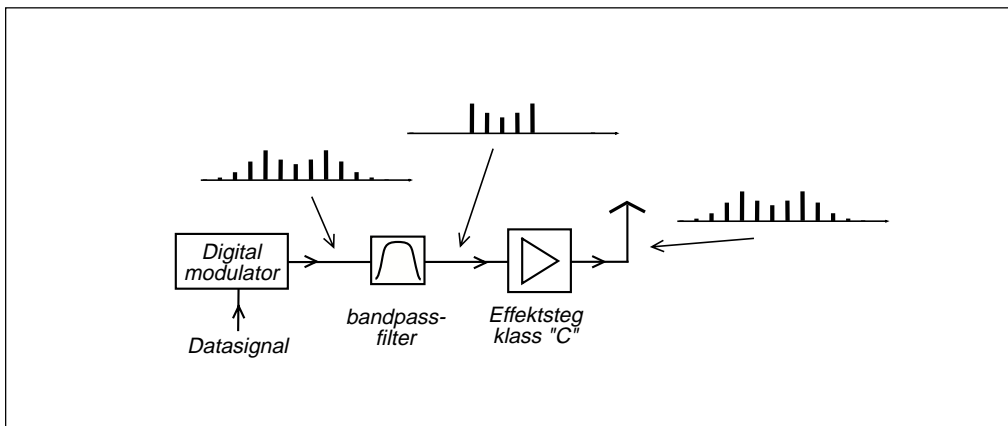 Digital
modulator
Datasignal
bandpass-
filter
Effektsteg
klass "C"